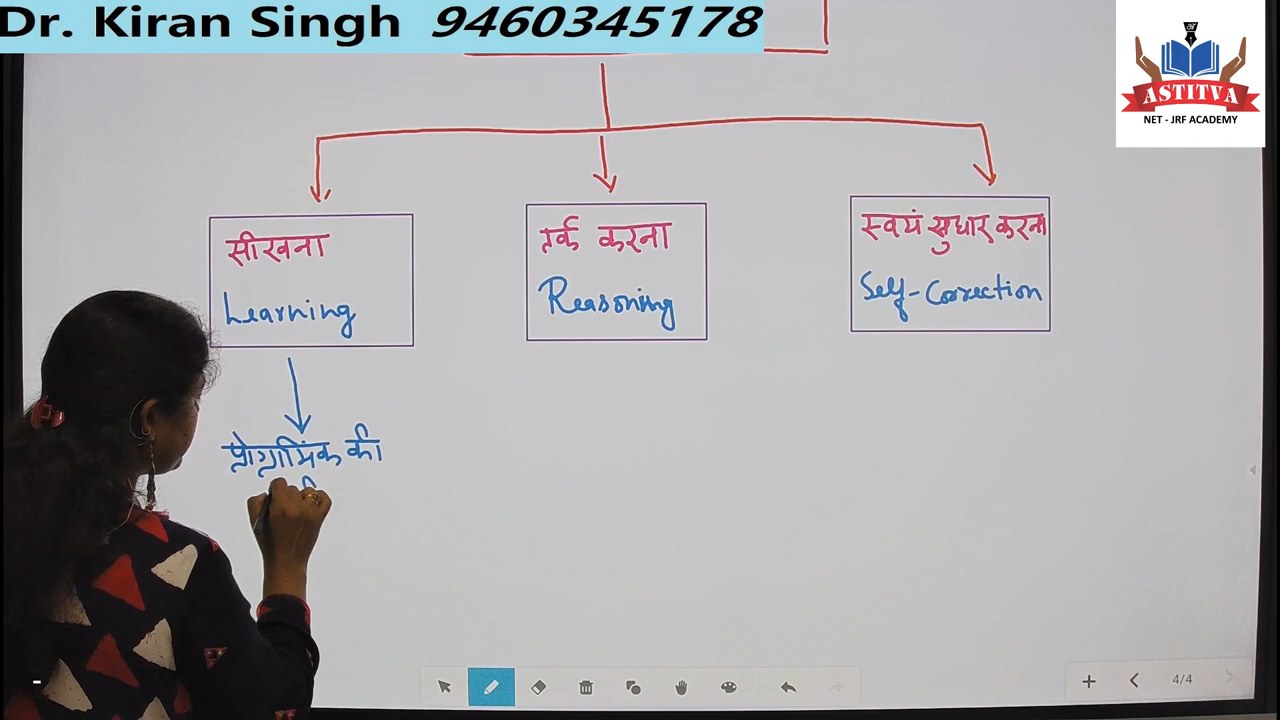 Dr. Kiran Singh 9460345178
ASTITVA
NET - JRF ACADEMY
सीखना
Learning
तर्क करना
Reasoning
स्वयं सुधार करना
Self-Correction
प्रोग्रामिंक की
4/4